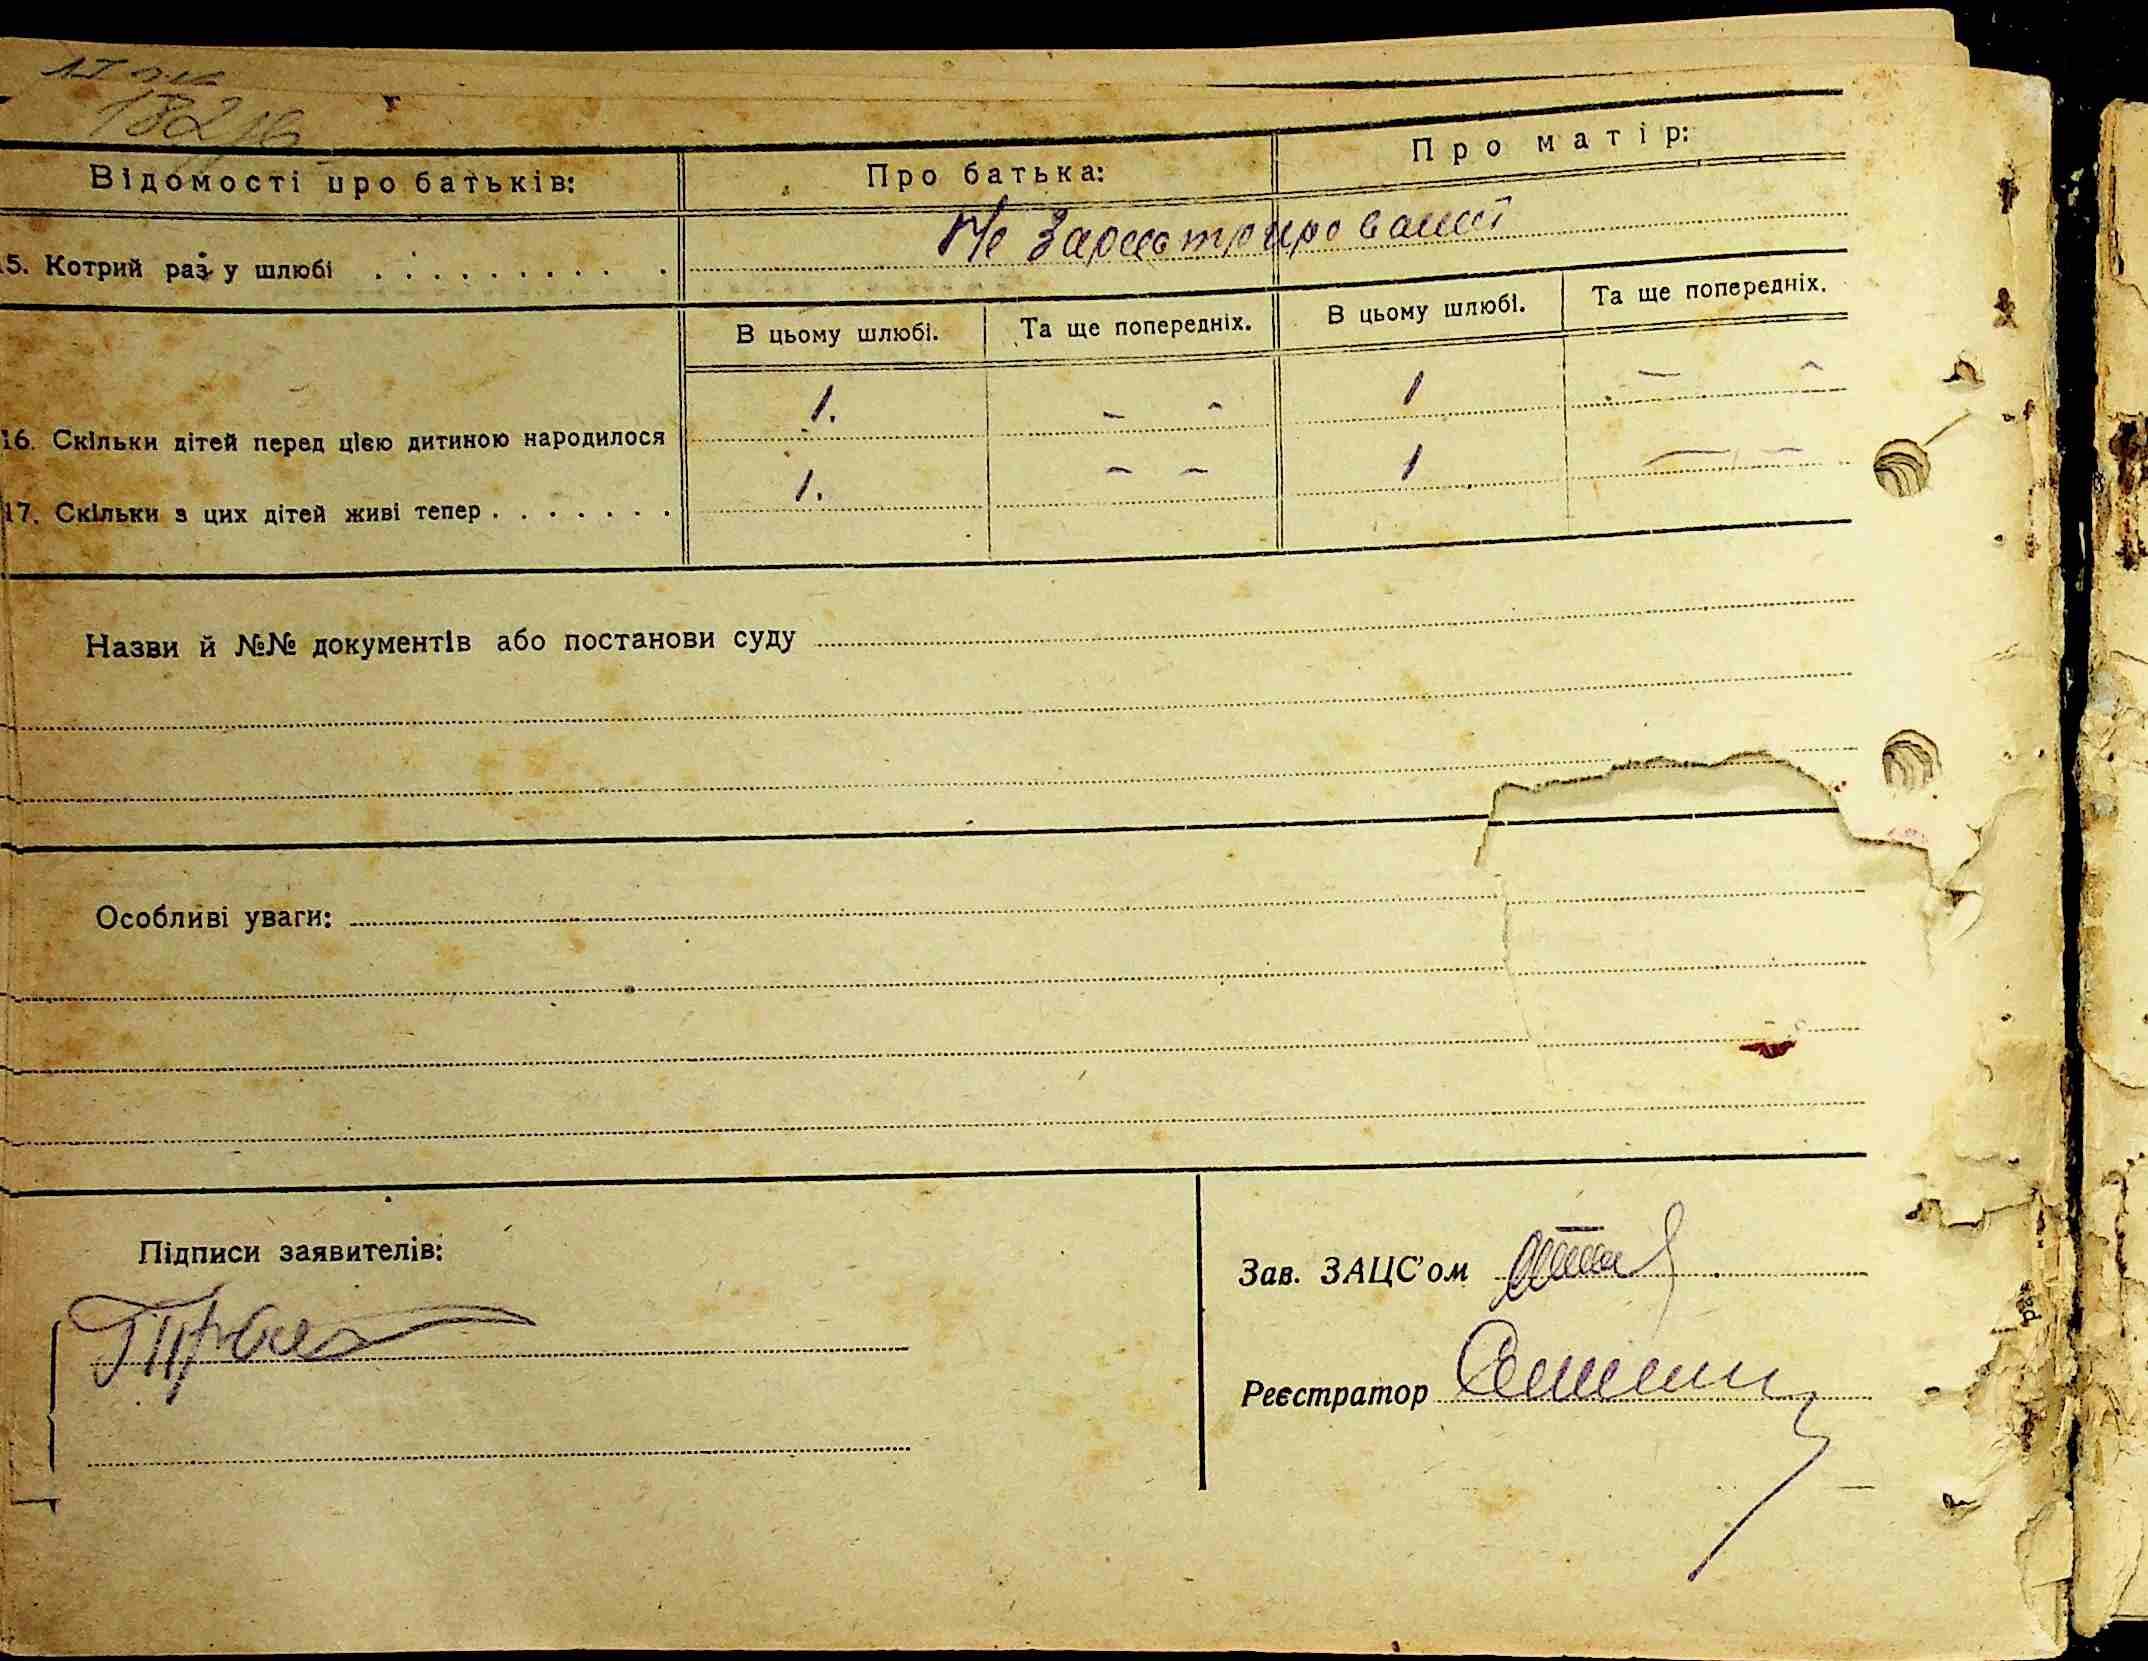 182
Відомості про батьків:
Про батька:
Про матір:
15. Котрий раз у шлюбі . . . . . . . . . .
Не Зарегтрировані
В цьому шлюбі.
Та ще попередніх.
В цьому шлюбі.
Та ще попередніх.
16. Скільки дітей перед цією дитиною народилося
1. - - 1 - -
17. Скільки з цих дітей живі тепер . . . . . . .
1. - - 1 - -
Назви й №№ документів або постанови суду
Особливі уваги:
Підписи заявителів:
Зав. ЗАЦС'ом
Реєстратор